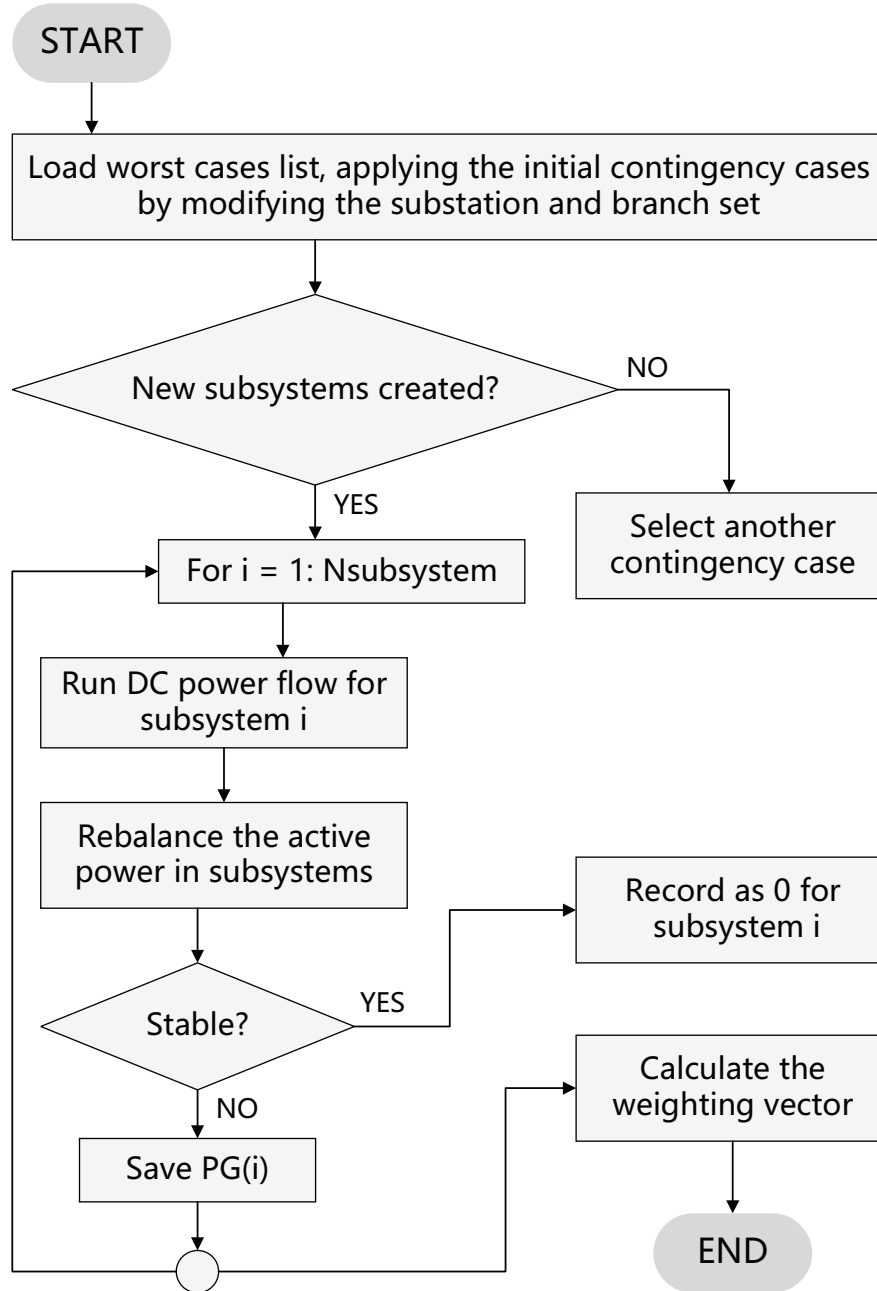 START
Load worst cases list, applying the initial contingency cases
by modifying the substation and branch set
New subsystems created?
NO
YES
Select another
contingency case
For i = 1: Nsubsystem
Run DC power flow for
subsystem i
Rebalance the active
power in subsystems
Record as 0 for
subsystem i
YES
Stable?
Calculate the
weighting vector
NO
Save PG(i)
END